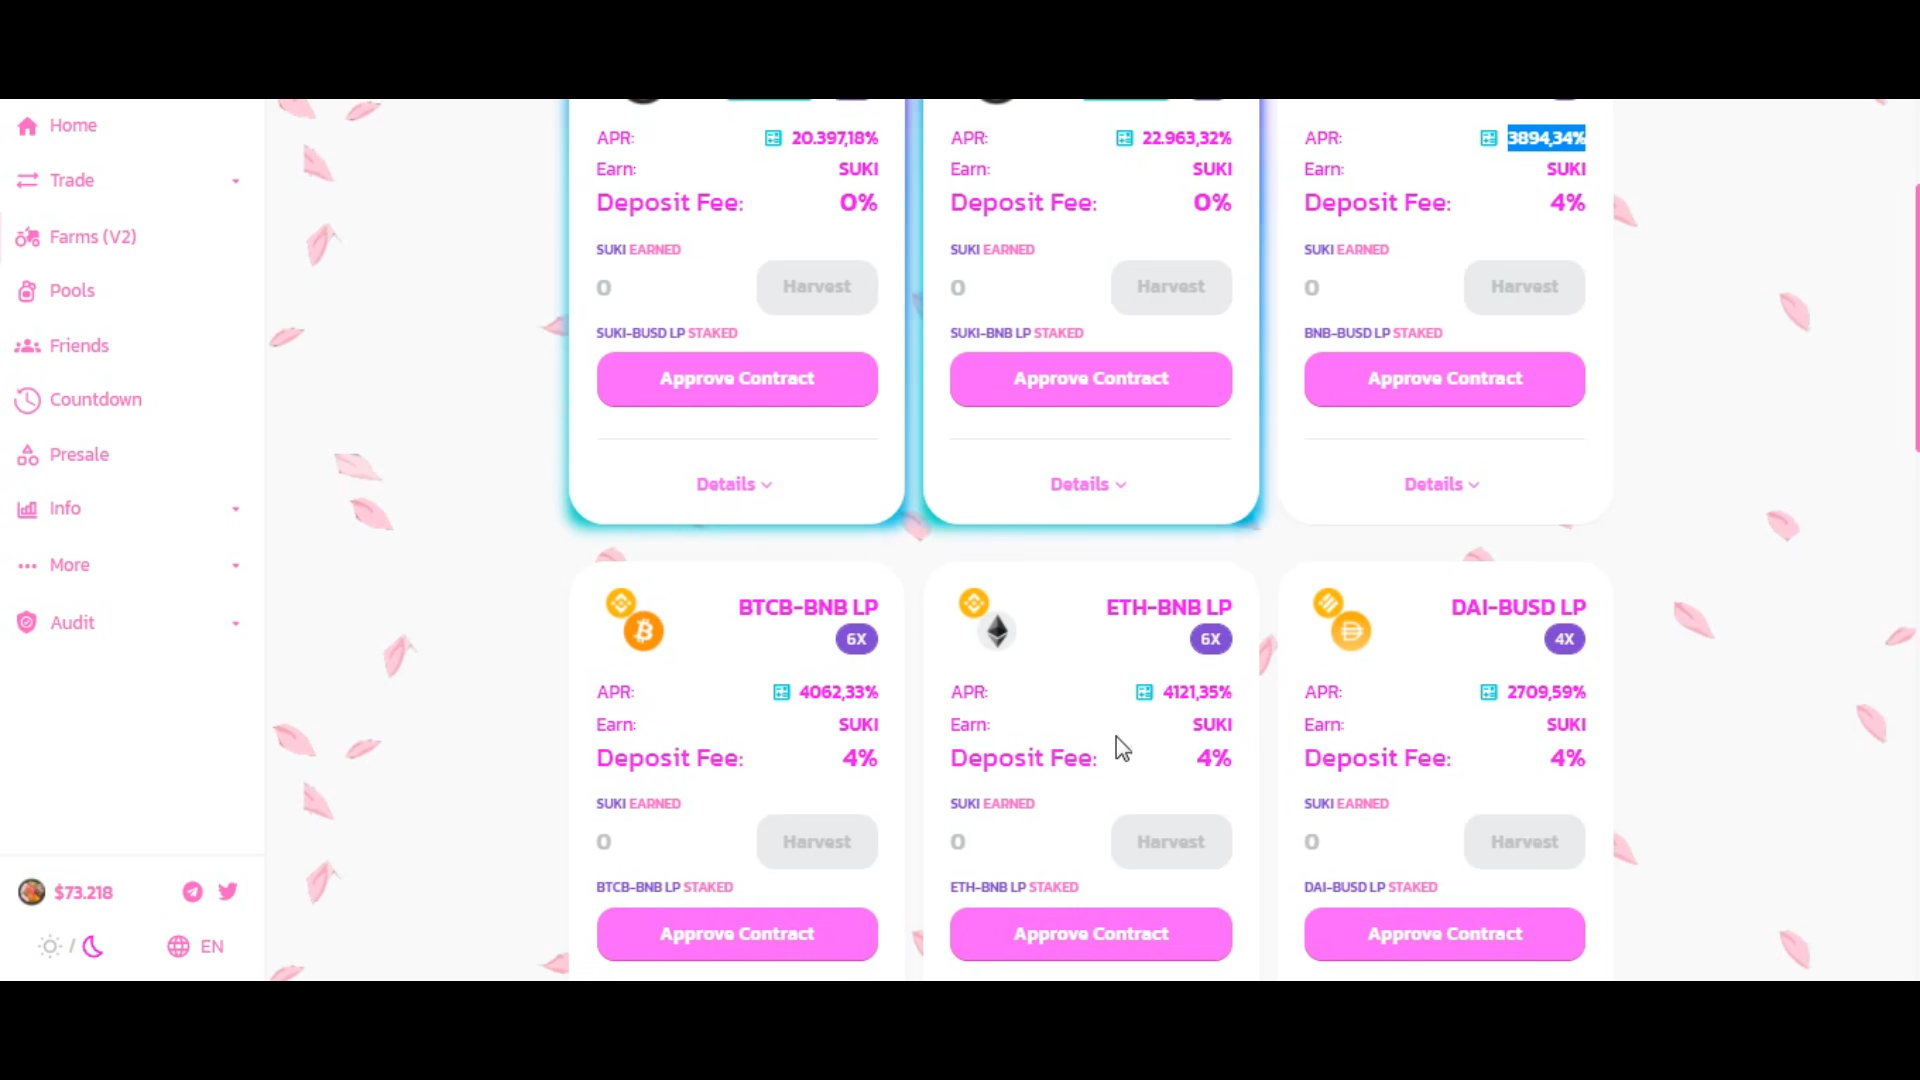 Home
Trade
Farms (V2)
Pools
Friends
Countdown
Presale
Info
More
Audit
$73.218
/
EN
APR: 20.397,18%
Earn: SUKI
Deposit Fee: 0%
SUKI EARNED
0 Harvest
SUKI-BUSD LP STAKED
Approve Contract
Details
APR: 22.963,32%
Earn: SUKI
Deposit Fee: 0%
SUKI EARNED
0 Harvest
SUKI-BNB LP STAKED
Approve Contract
Details
APR: 3894,34%
Earn: SUKI
Deposit Fee: 4%
SUKI EARNED
0 Harvest
BNB-BUSD LP STAKED
Approve Contract
Details
BTCB-BNB LP
6X
APR: 4062,33%
Earn: SUKI
Deposit Fee: 4%
SUKI EARNED
0 Harvest
BTCB-BNB LP STAKED
Approve Contract
ETH-BNB LP
6X
APR: 4121,35%
Earn: SUKI
Deposit Fee: 4%
SUKI EARNED
0 Harvest
ETH-BNB LP STAKED
Approve Contract
DAI-BUSD LP
4X
APR: 2709,59%
Earn: SUKI
Deposit Fee: 4%
SUKI EARNED
0 Harvest
DAI-BUSD LP STAKED
Approve Contract